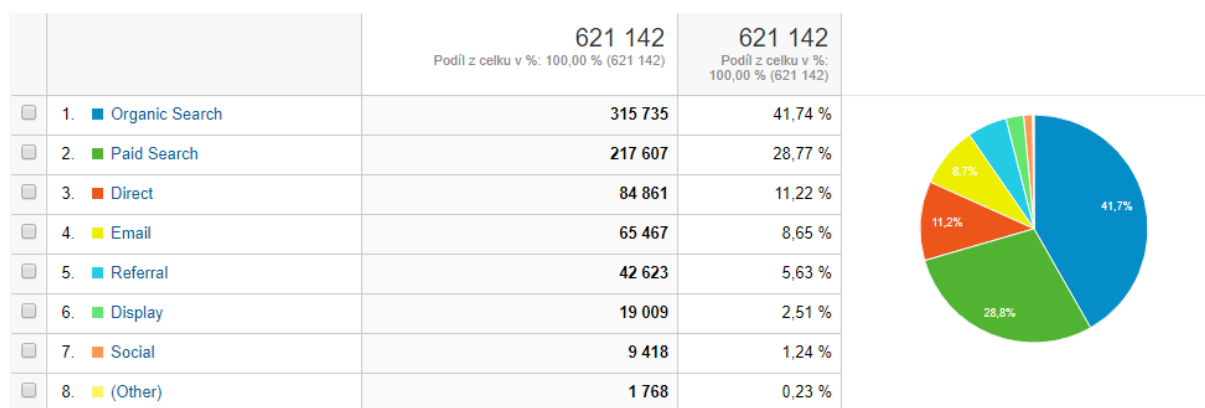 621 142
Podíl z celku v %: 100,00 % (621 142)
621 142
Podíl z celku v %:
100,00 % (621 142)
1. Organic Search 315 735 41,74 %
2. Paid Search 217 607 28,77 %
3. Direct 84 861 11,22 %
4. Email 65 467 8,65 %
5. Referral 42 623 5,63 %
6. Display 19 009 2,51 %
7. Social 9 418 1,24 %
8. (Other) 1 768 0,23 %
8,7%
41,7%
11,2%
28,8%